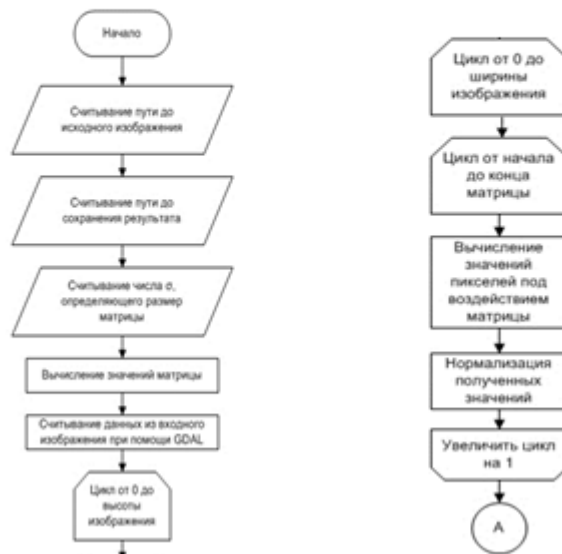 Начало
Считывание пути до
исходного изображения
Считывание пути до
сохранения результата
Считывание числа σ,
определяющего размер
матрицы
Вычисление значений матрицы
Считывание данных из входного
изображения при помощи GDAL
Цикл от 0 до
высоты
изображения
Цикл от 0 до
ширины
изображения
Цикл от начала
до конца
матрицы
Вычисление
значений
пикселей под
воздействием
матрицы
Нормализация
полученных
значений
Увеличить цикл
на 1
А